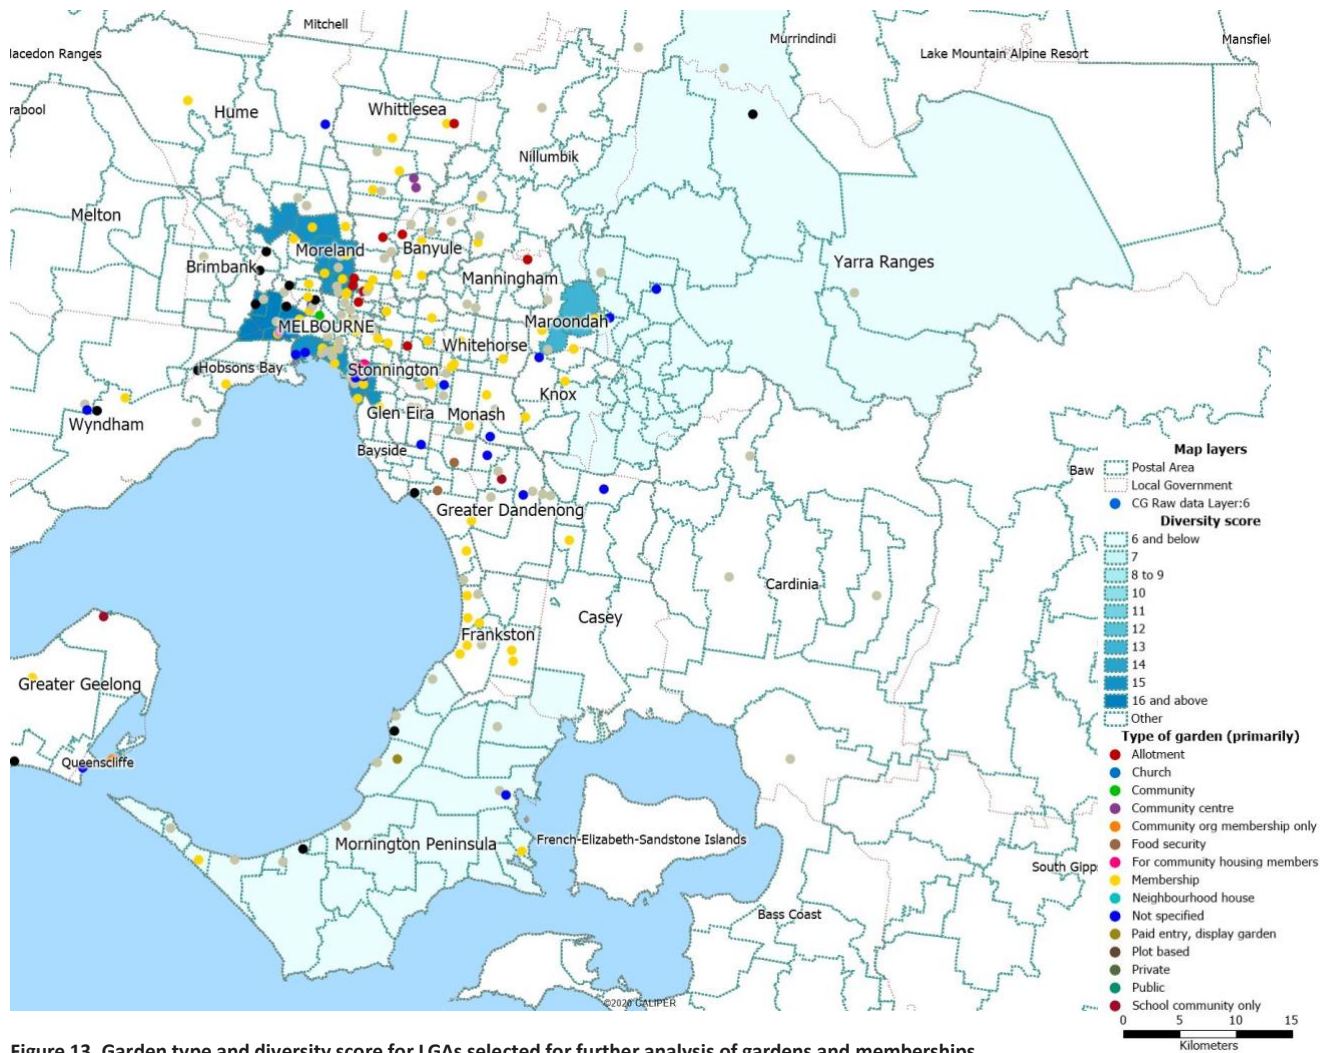 Mitchell
Murrindindi
Lake Mountain Alpine Resort
Mansfiel
lacedon Ranges
rabool
Hume
Whittlesea
Nillumbik
Melton
Moreland
Banyule
Brimbank
Manningham
Yarra Ranges
MELBOURNE
Maroondah
Whitehorse
Hobsons Bay
Stonnington
Knox
Glen Eira
Monash
Wyndham
Bayside
Baw
Greater Dandenong
Cardinia
Casey
Frankston
Greater Geelong
Queenscliffe
Mornington Peninsula
French-Elizabeth-Sandstone Islands
South Gipp
Bass Coast
©2020 CALIPER
Map layers
Postal Area
Local Government
CG Raw data Layer:6
Diversity score
6 and below
7
8 to 9
10
11
12
13
14
15
16 and above
Other
Type of garden (primarily)
Allotment
Church
Community
Community centre
Community org membership only
Food security
For community housing members
Membership
Neighbourhood house
Not specified
Paid entry, display garden
Plot based
Private
Public
School community only
0 5 10 15
Kilometers
Figure 13. Garden type and diversity score for LGAs selected for further analysis of gardens and memberships